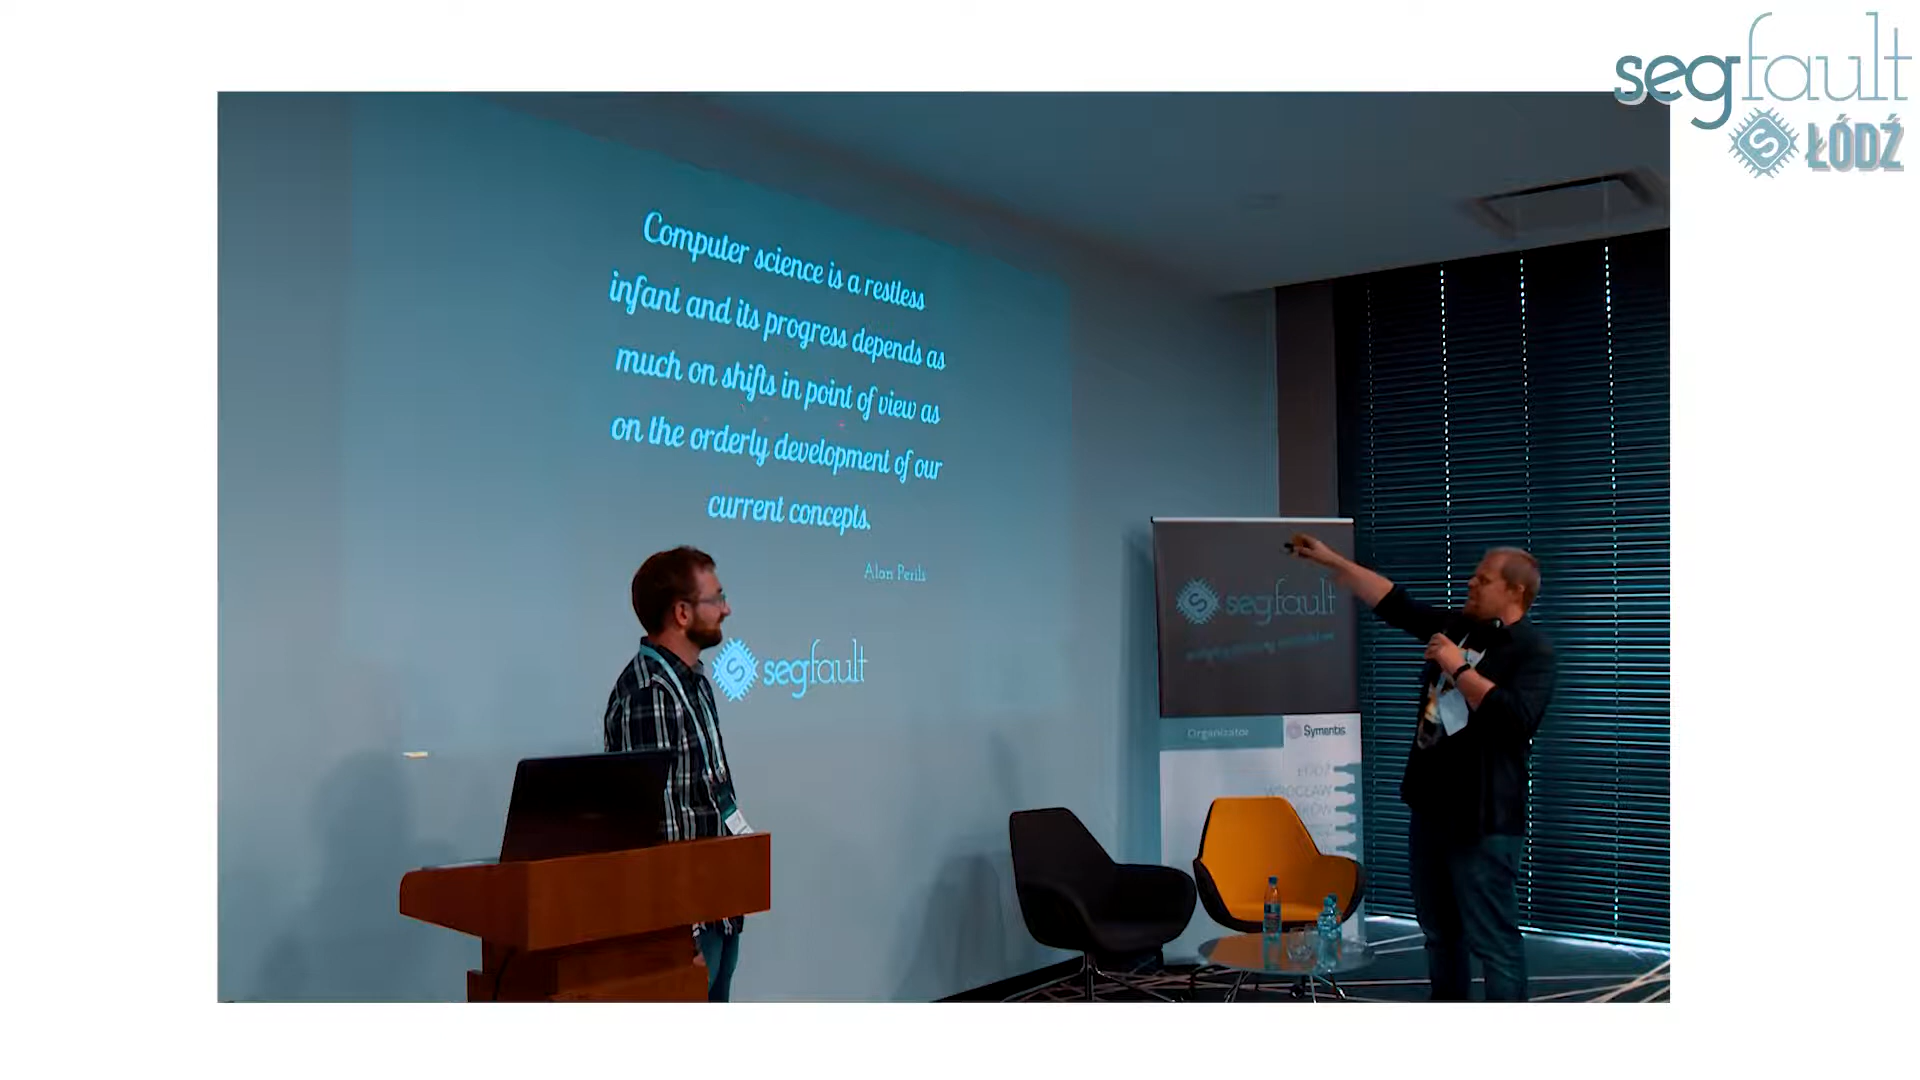 segfault
ŁÓDŹ
Computer science is a restless
infant and its progress depends as
much on shifts in point of view as
on the orderly development of our
current concepts.
Alan Perils
segfault
segfault
Organizator
Symentis
ŁÓDŹ
WROCŁAW